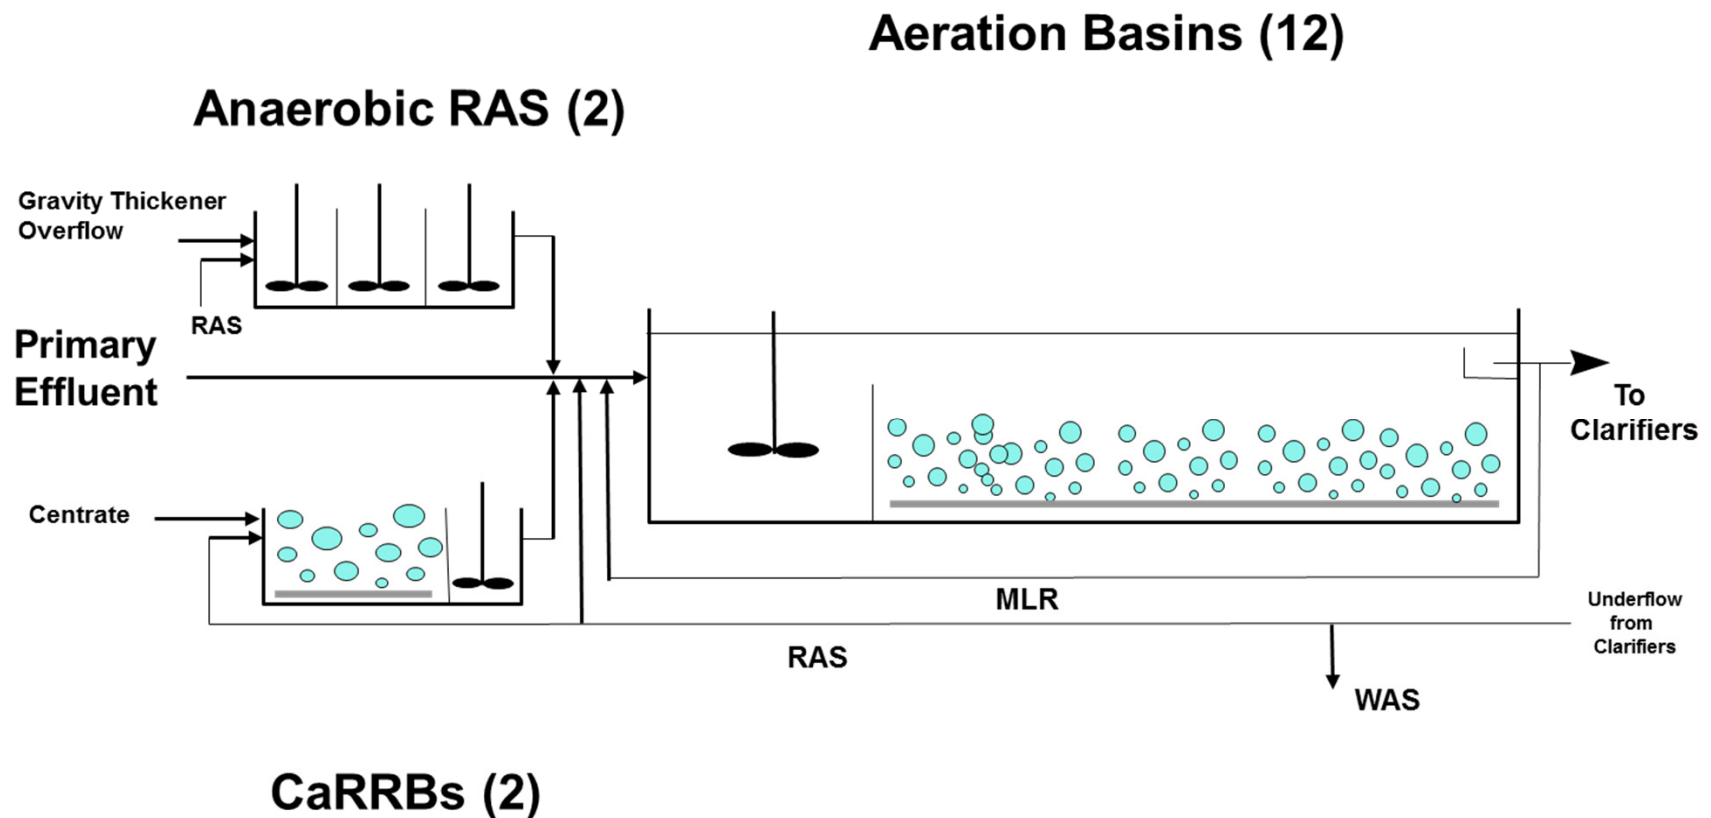 Aeration Basins (12)
Anaerobic RAS (2)
Gravity Thickener
Overflow
RAS
Primary
Effluent
To
Clarifiers
Centrate
MLR
Underflow
from
Clarifiers
RAS
WAS
CaRRBs (2)